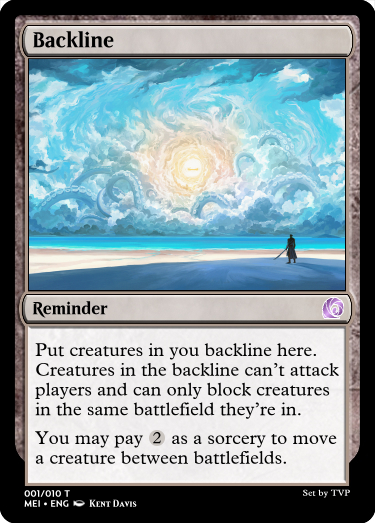 Backline
Reminder
Put creatures in you backline here.
Creatures in the backline can't attack
players and can only block creatures
in the same battlefield they're in.
You may pay 2 as a sorcery to move
a creature between battlefields.
001/010 T
MEI • ENG Kent Davis
Set by TVP